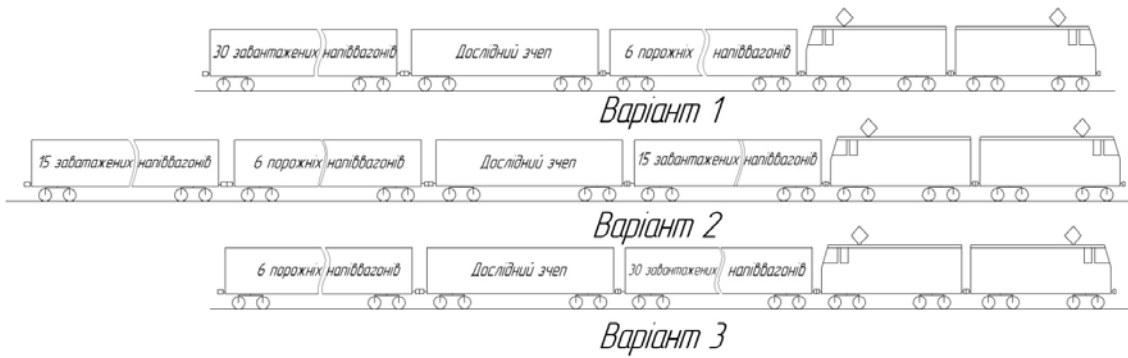 30 завантажених напіввагонів Дослідний зчеп 6 порожніх напіввагонів
Варіант 1
15 заватажених напіввагонів 6 порожніх напіввагонів Дослідний зчеп 15 завантажених напіввагонів
Варіант 2
6 порожніх напіввагонів Дослідний зчеп 30 завантажених напіввагонів
Варіант 3